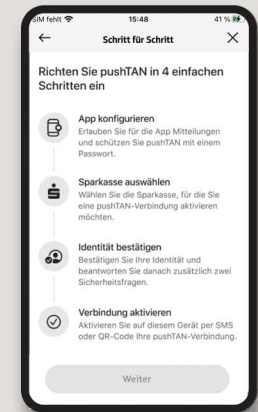 SIM fehlt 15:48 41 %
Schritt für Schritt
Richten Sie pushTAN in 4 einfachen
Schritten ein
App konfigurieren
Erlauben Sie für die App Mitteilungen
und schützen Sie pushTAN mit einem
Passwort.
Sparkasse auswählen
Wählen Sie die Sparkasse, für die Sie
eine pushTAN-Verbindung aktivieren
möchten.
Identität bestätigen
Bestätigen Sie Ihre Identität und
beantworten Sie danach zusätzlich zwei
Sicherheitsfragen.
Verbindung aktivieren
Aktivieren Sie auf diesem Gerät per SMS
oder QR-Code Ihre pushTAN-Verbindung.
Weiter